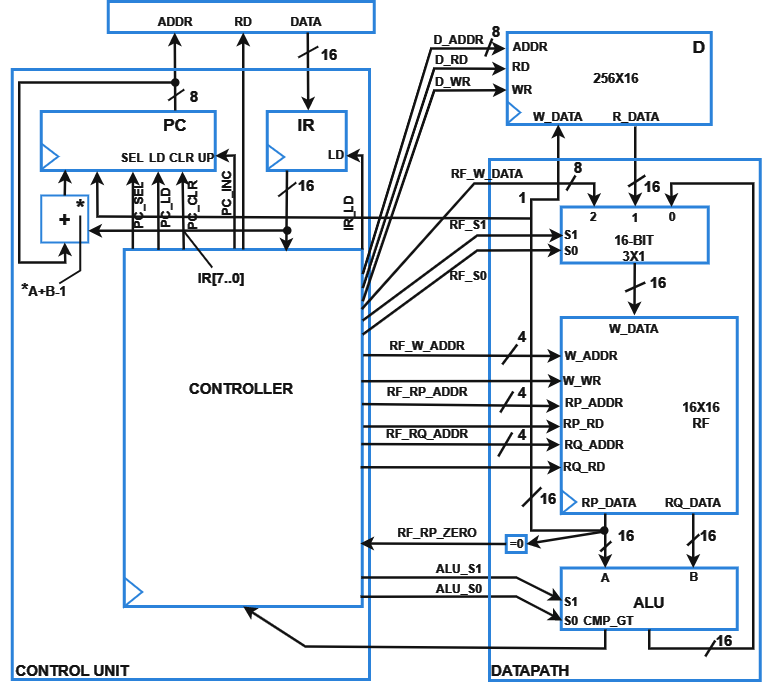 ADDR RD DATA
16
8
PC
SEL LD CLR UP
IR
LD
16
+
*
*A+B-1
PC_SEL
PC_LD
PC_CLR
PC_INC
IR_LD
IR[7..0]
CONTROLLER
CONTROL UNIT
D_ADDR
8
D_RD
D_WR
ADDR
RD
WR
D
256X16
W_DATA R_DATA
RF_W_DATA
8
1
16
2 1 0
RF_S1
RF_S0
S1
S0
16-BIT
3X1
16
W_DATA
RF_W_ADDR
4
W_ADDR
W_WR
RF_RP_ADDR
4
RP_ADDR
RP_RD
RF_RQ_ADDR
4
RQ_ADDR
RQ_RD
16X16
RF
16
RP_DATA RQ_DATA
RF_RP_ZERO
=0
16
16
A B
ALU_S1
ALU_S0
S1
S0 CMP_GT
ALU
16
DATAPATH